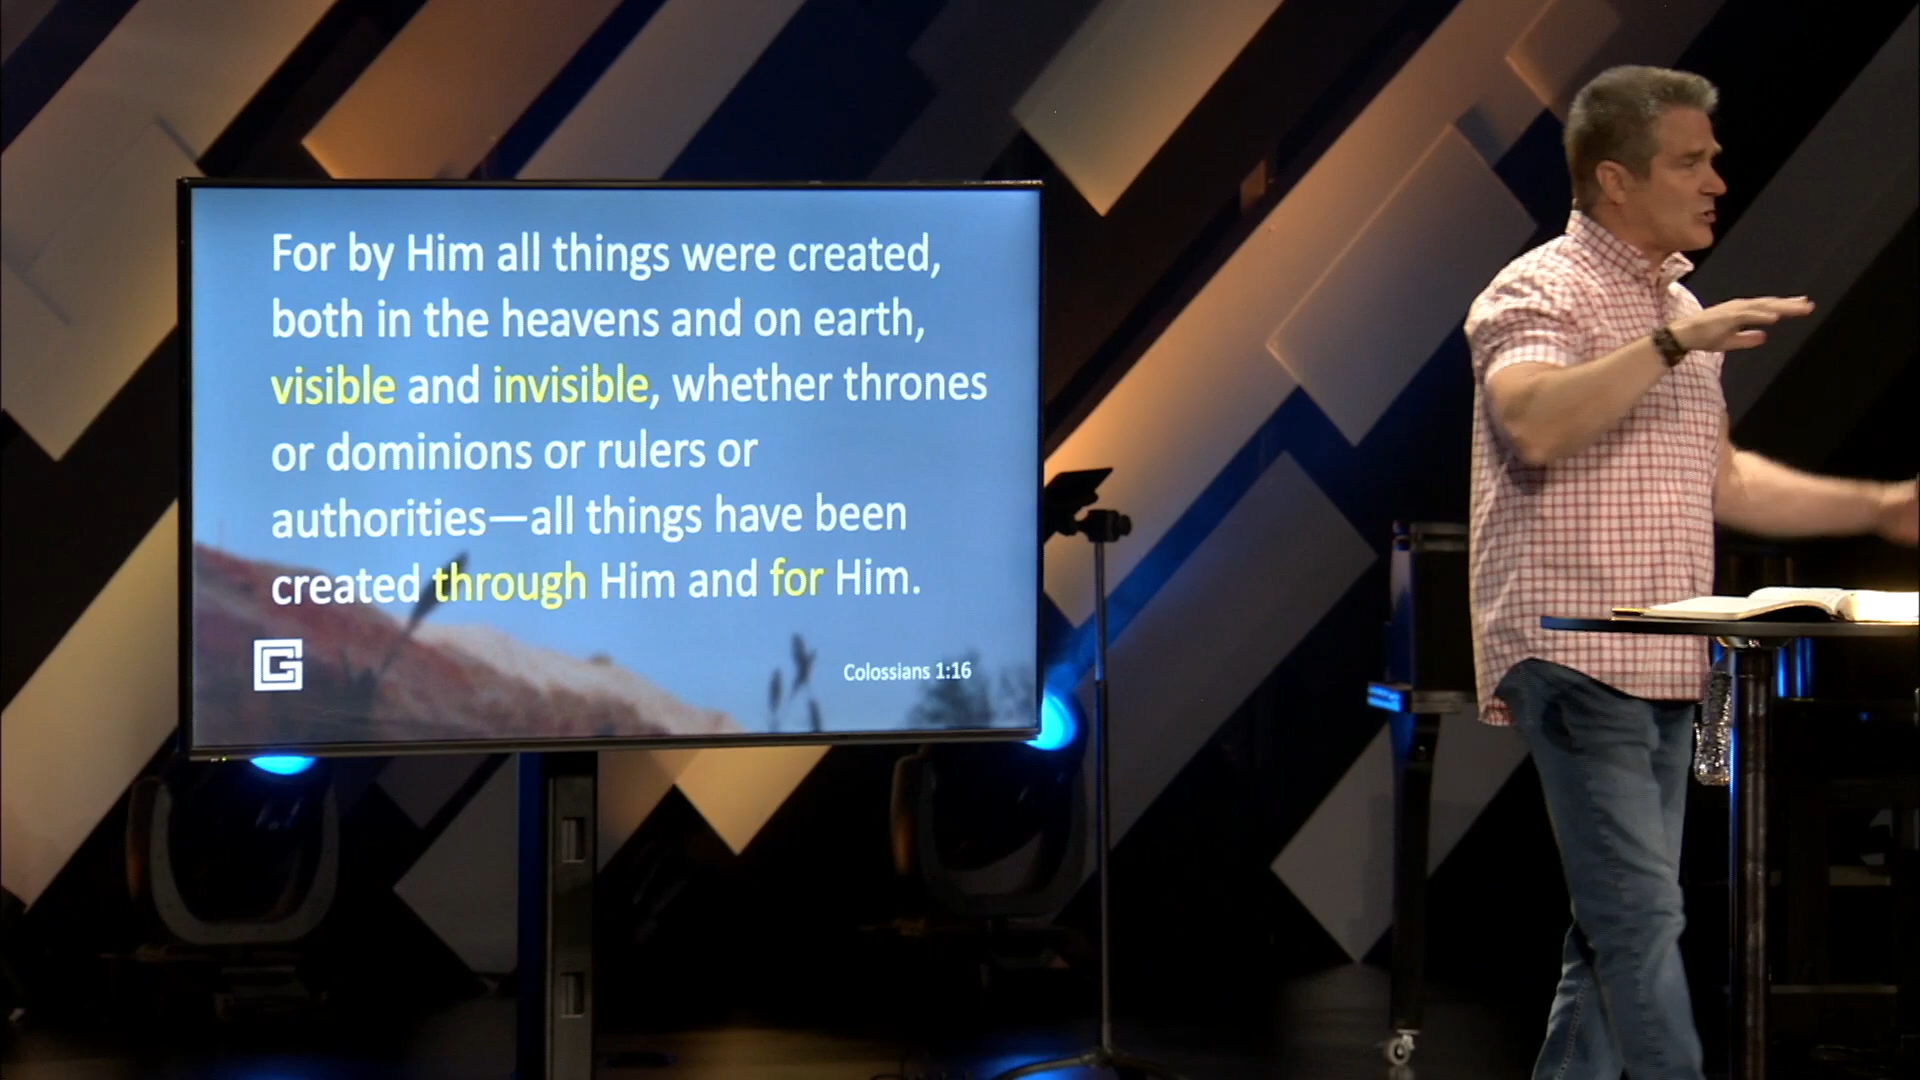 For by Him all things were created,
both in the heavens and on earth,
visible and invisible, whether thrones
or dominions or rulers or
authorities—all things have been
created through Him and for Him.
Colossians 1:16